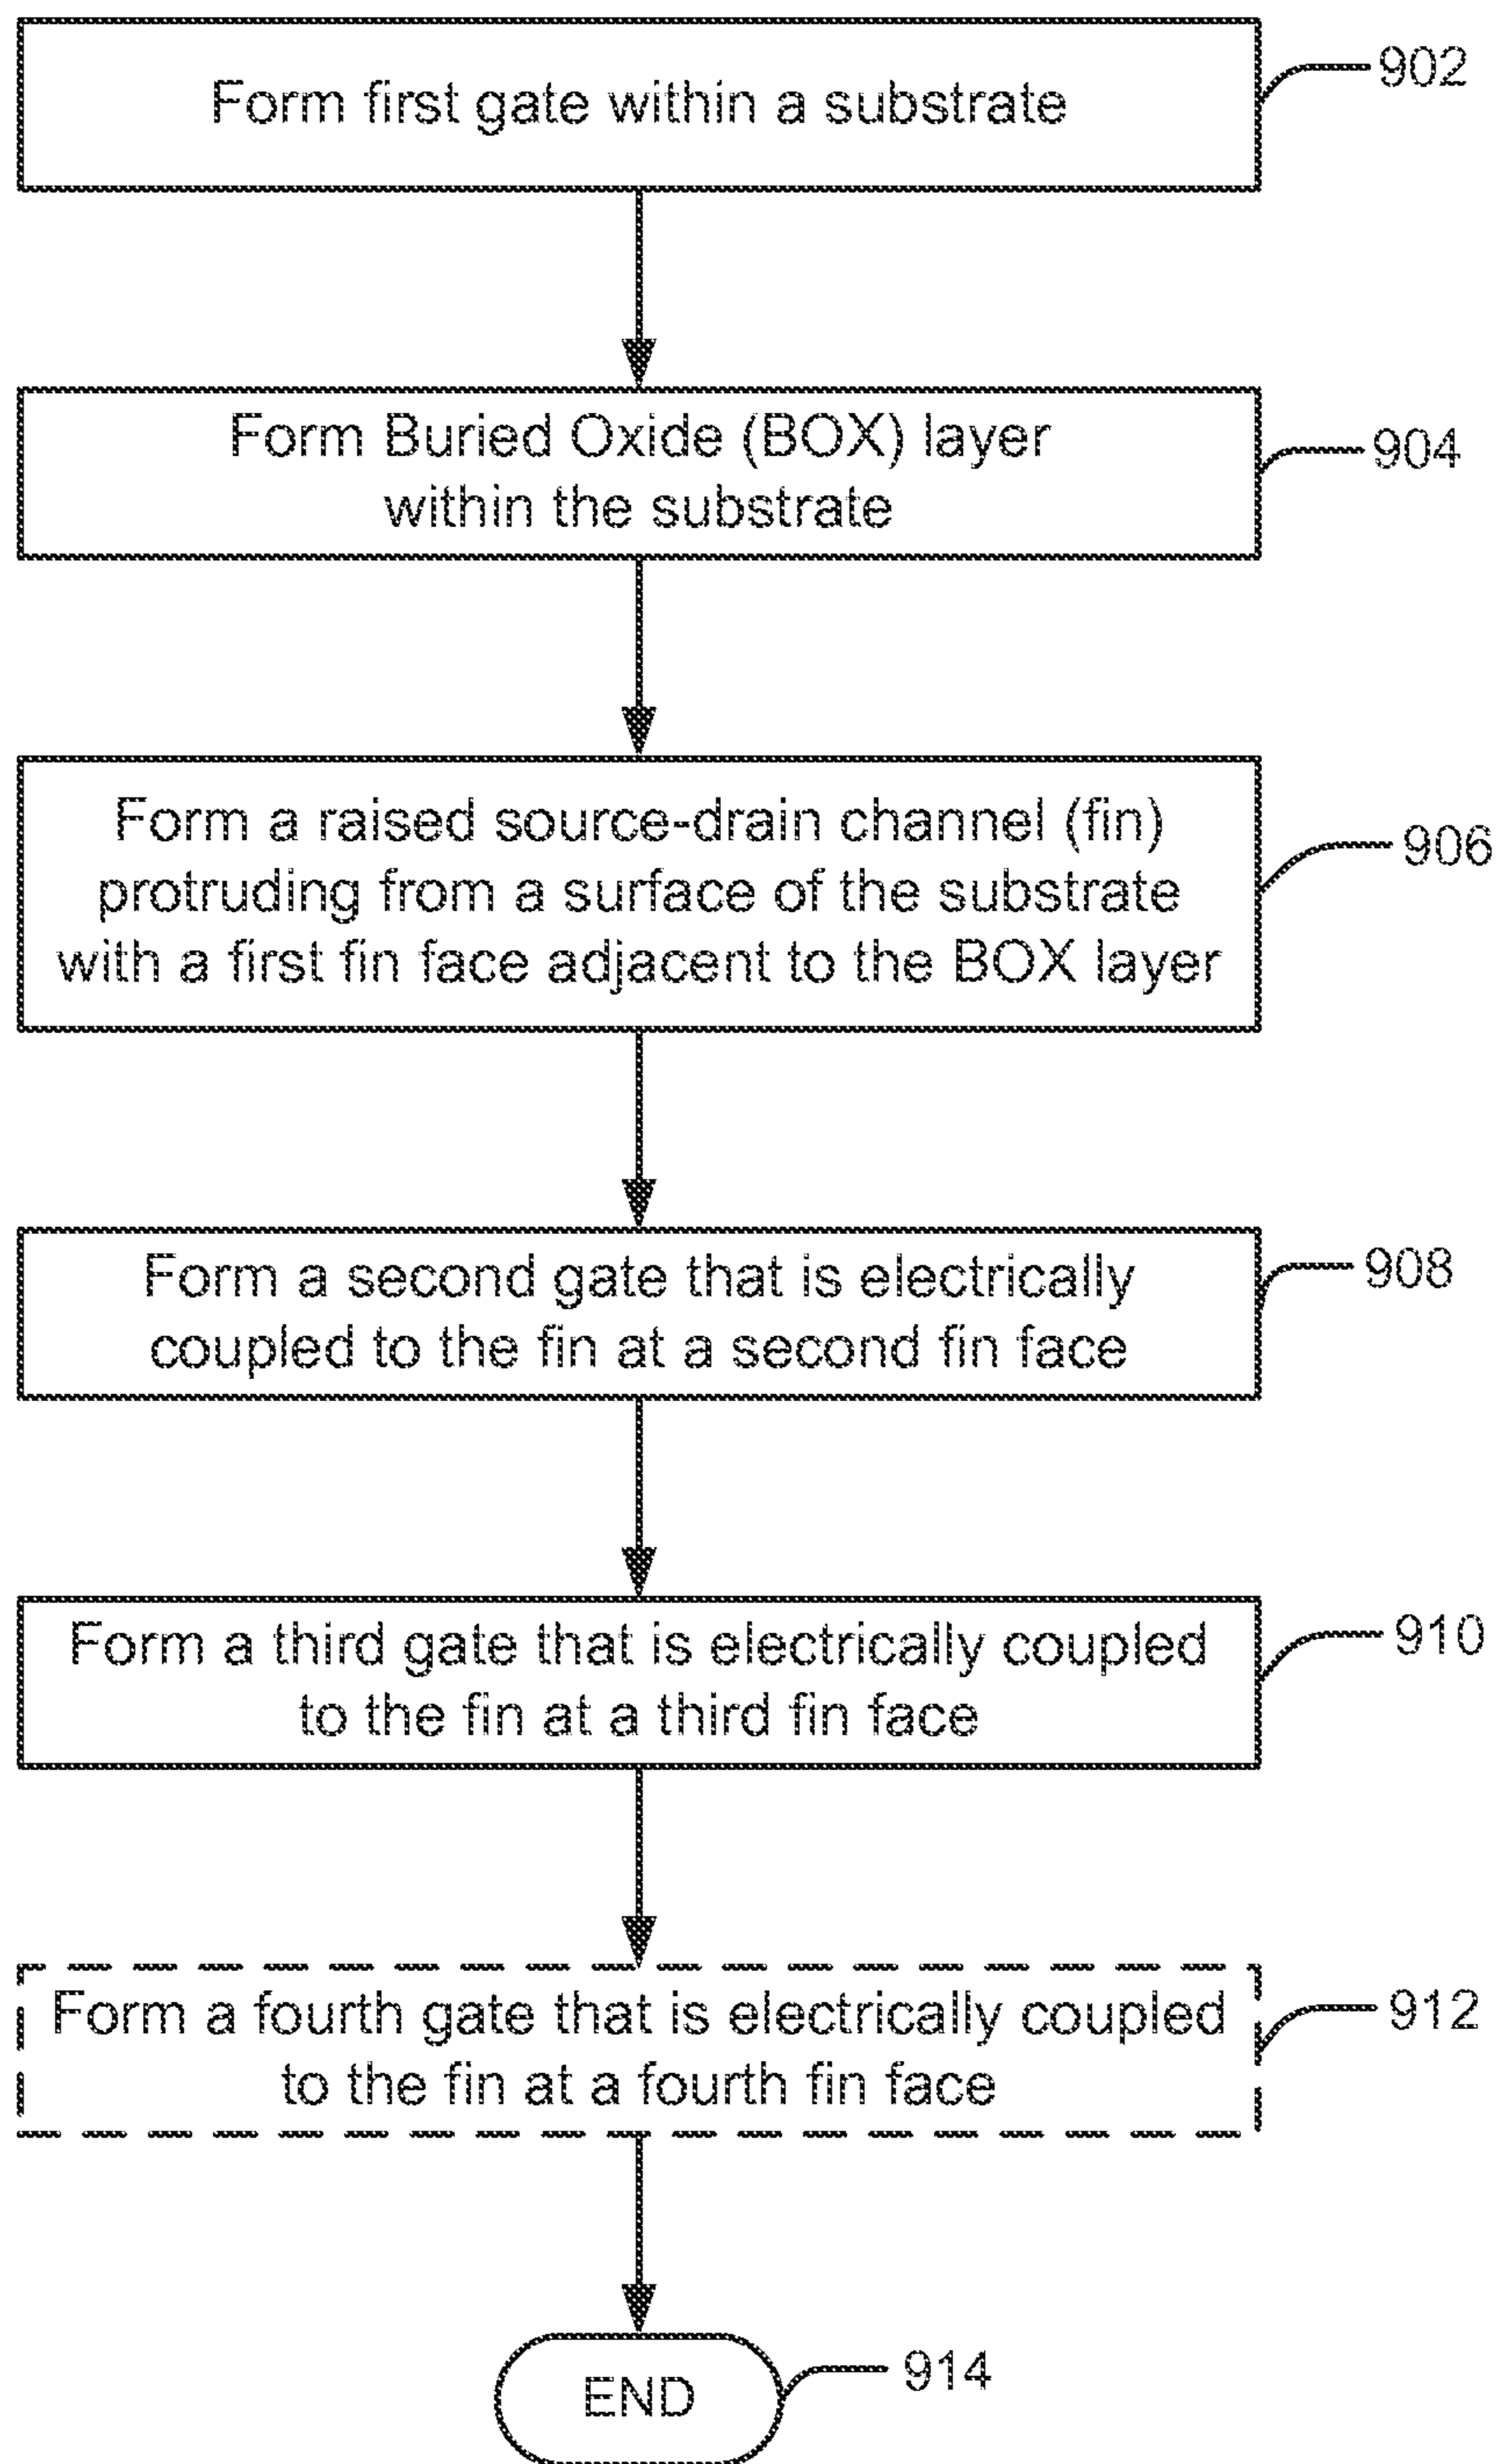 Form first gate within a substrate
902
Form Buried Oxide (BOX) layer
within the substrate
904
Form a raised source-drain channel (fin)
protruding from a surface of the substrate
with a first fin face adjacent to the BOX layer
906
Form a second gate that is electrically
coupled to the fin at a second fin face
908
Form a third gate that is electrically coupled
to the fin at a third fin face
910
Form a fourth gate that is electrically coupled
to the fin at a fourth fin face
912
END
914